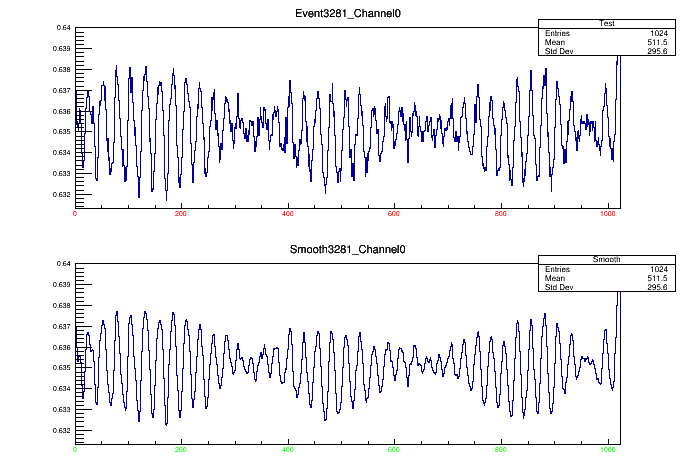 Event3281_Channel0
Test
Entries 1024
Mean 511.5
Std Dev 295.6
0.64
0.639
0.638
0.637
0.636
0.635
0.634
0.633
0.632
0 200 400 600 800 1000
Smooth3281_Channel0
Smooth
Entries 1024
Mean 511.5
Std Dev 295.6
0.64
0.639
0.638
0.637
0.636
0.635
0.634
0.633
0.632
0 200 400 600 800 1000